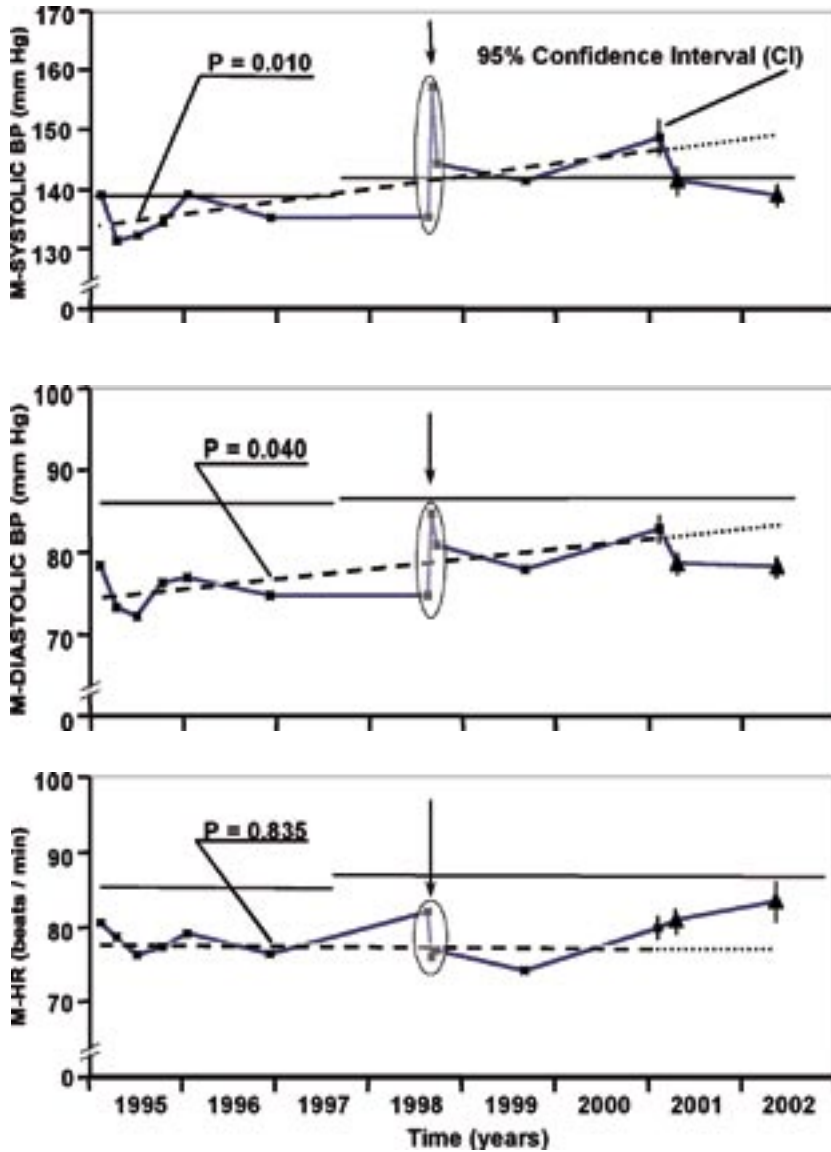 170
160
150
140
130
0
M-SYSTOLIC BP (mm Hg)
P = 0.010
95% Confidence Interval (CI)
100
90
80
70
0
M-DIASTOLIC BP (mm Hg)
P = 0.040
100
90
80
70
0
M-HR (beats / min)
P = 0.835
1995 1996 1997 1998 1999 2000 2001 2002
Time (years)